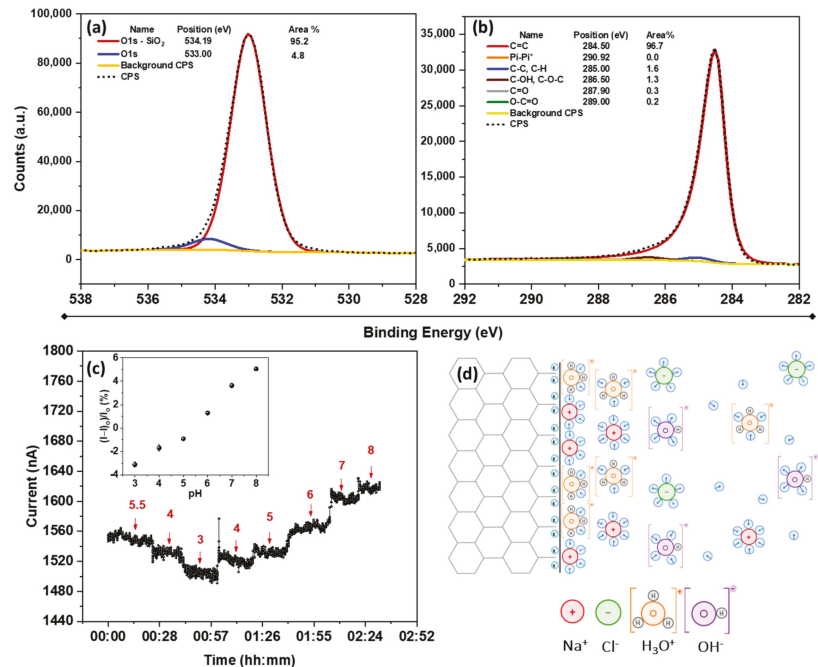 (a)
Name Position (eV) Area %
O1s - SiO₂ 534.19 95.2
O1s 533.00 4.8
Background CPS
CPS
Counts (a.u.)
100,000
80,000
60,000
40,000
20,000
0
538 536 534 532 530 528
(b)
Name Position (eV) Area%
C=C 284.50 96.7
Pi-Pi* 290.92 0.0
C-C, C-H 285.00 1.6
C-OH, C-O-C 286.50 1.3
C=O 287.90 0.3
O-C=O 289.00 0.2
Background CPS
CPS
35,000
30,000
25,000
20,000
15,000
10,000
5,000
0
292 290 288 286 284 282
Binding Energy (eV)
(c)
Current (nA)
1800
1760
1720
1680
1640
1600
1560
1520
1480
1440
(I–I₀)/I₀ (%)
6
4
2
0
-2
-4
3 4 5 6 7 8
pH
5.5 4 3 4 5 6 7 8
00:00 00:28 00:57 01:26 01:55 02:24 02:52
Time (hh:mm)
(d)
Na⁺ Cl⁻ H₃O⁺ OH⁻